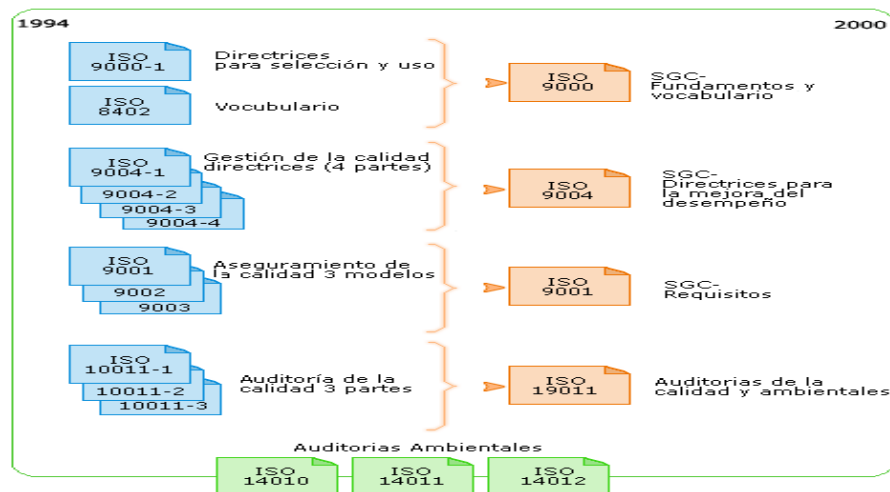 1994
2000
ISO
9000-1
Directrices
para selección y uso
ISO
8402
Vocubulario
ISO
9000
SGC-
Fundamentos y
vocabulario
ISO
9004-1
9004-2
9004-3
9004-4
Gestión de la calidad
directrices (4 partes)
ISO
9004
SGC-
Directrices para
la mejora del
desempeño
ISO
9001
9002
9003
Aseguramiento de
la calidad 3 modelos
ISO
9001
SGC-
Requisitos
ISO
10011-1
10011-2
10011-3
Auditoría de la
calidad 3 partes
ISO
19011
Auditorias de la
calidad y ambientales
Auditorias Ambientales
ISO
14010
ISO
14011
ISO
14012